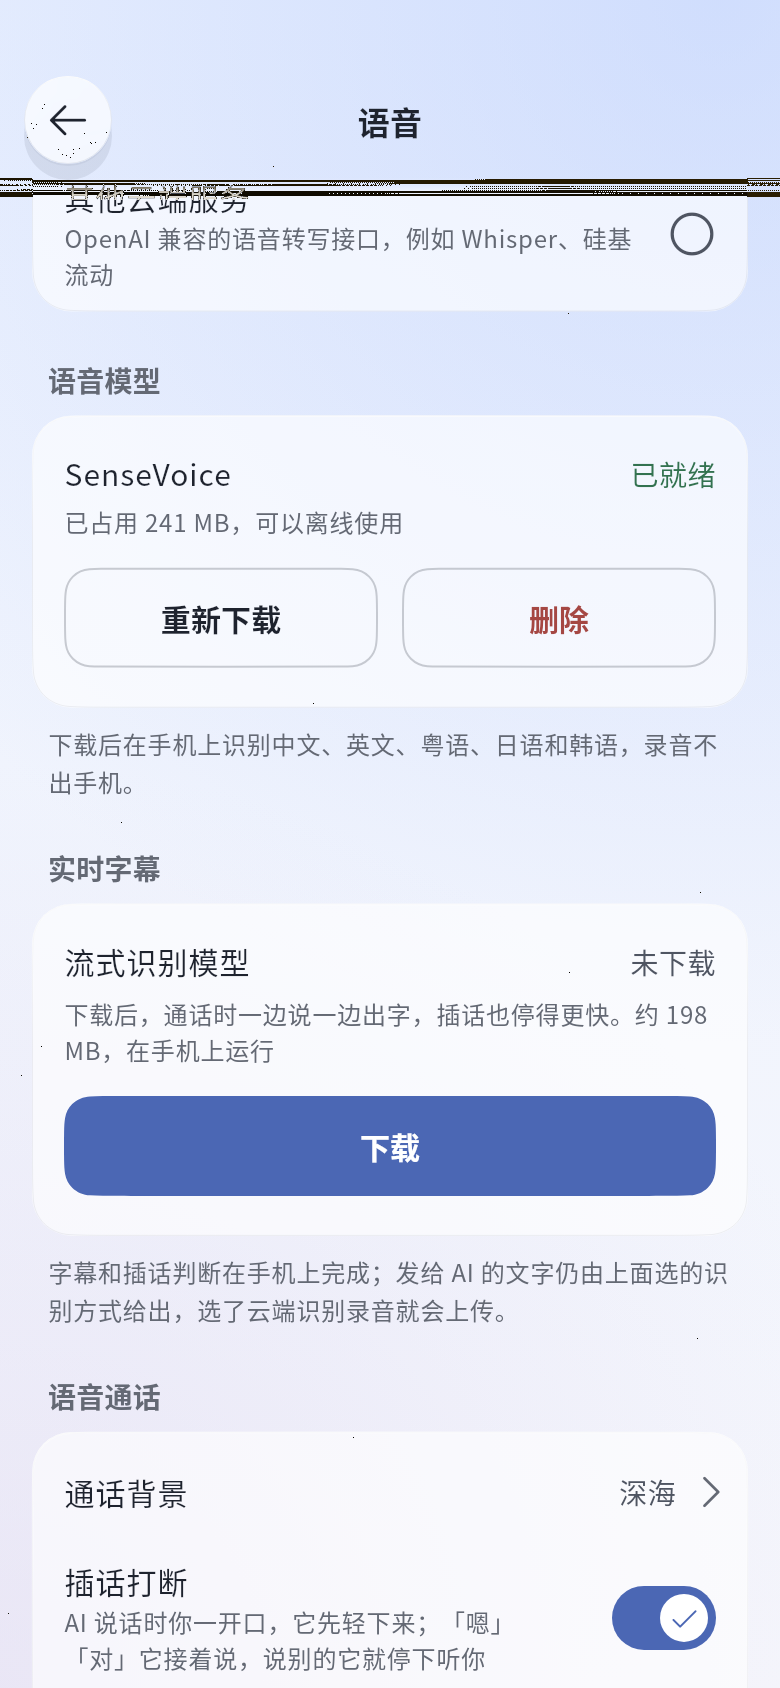 语音
其他云端服务
OpenAI 兼容的语音转写接口，例如 Whisper、硅基
流动
语音模型
SenseVoice
已就绪
已占用 241 MB，可以离线使用
重新下载
删除
下载后在手机上识别中文、英文、粤语、日语和韩语，录音不
出手机。
实时字幕
流式识别模型
未下载
下载后，通话时一边说一边出字，插话也停得更快。约 198
MB，在手机上运行
下载
字幕和插话判断在手机上完成；发给 AI 的文字仍由上面选的识
别方式给出，选了云端识别录音就会上传。
语音通话
通话背景
深海
插话打断
AI 说话时你一开口，它先轻下来；「嗯」
「对」它接着说，说别的它就停下听你